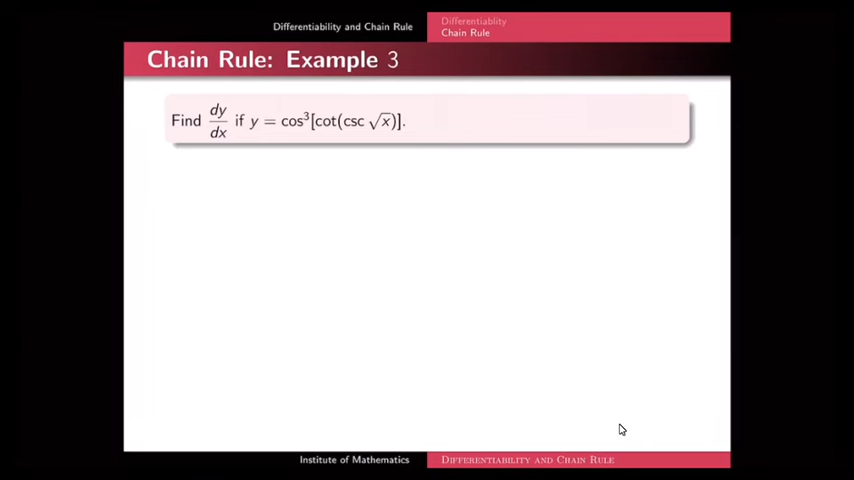 Differentiability and Chain Rule
Differentiablity
Chain Rule
Chain Rule: Example 3
Find dy/dx if y = cos³[cot(csc √x)].
Institute of Mathematics
Differentiability and Chain Rule